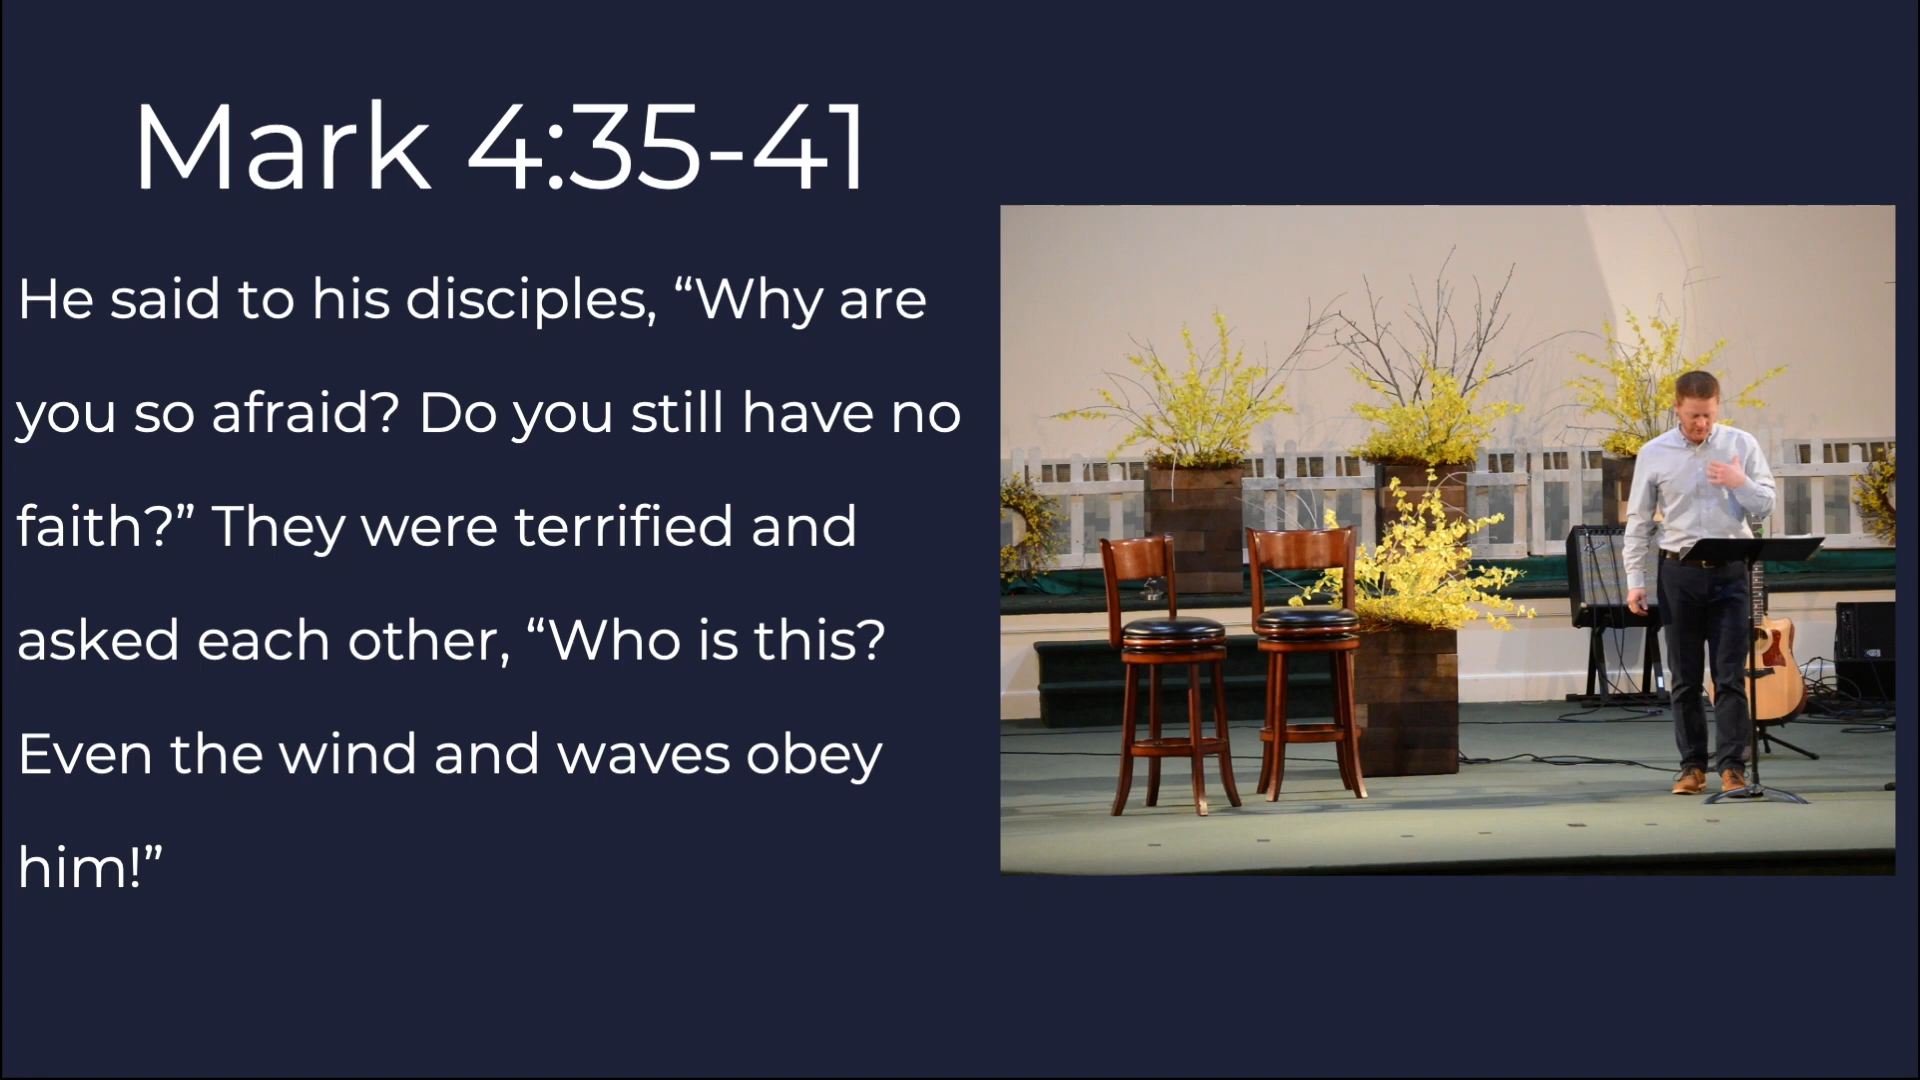 Mark 4:35-41
He said to his disciples, “Why are
you so afraid? Do you still have no
faith?” They were terrified and
asked each other, “Who is this?
Even the wind and waves obey
him!”